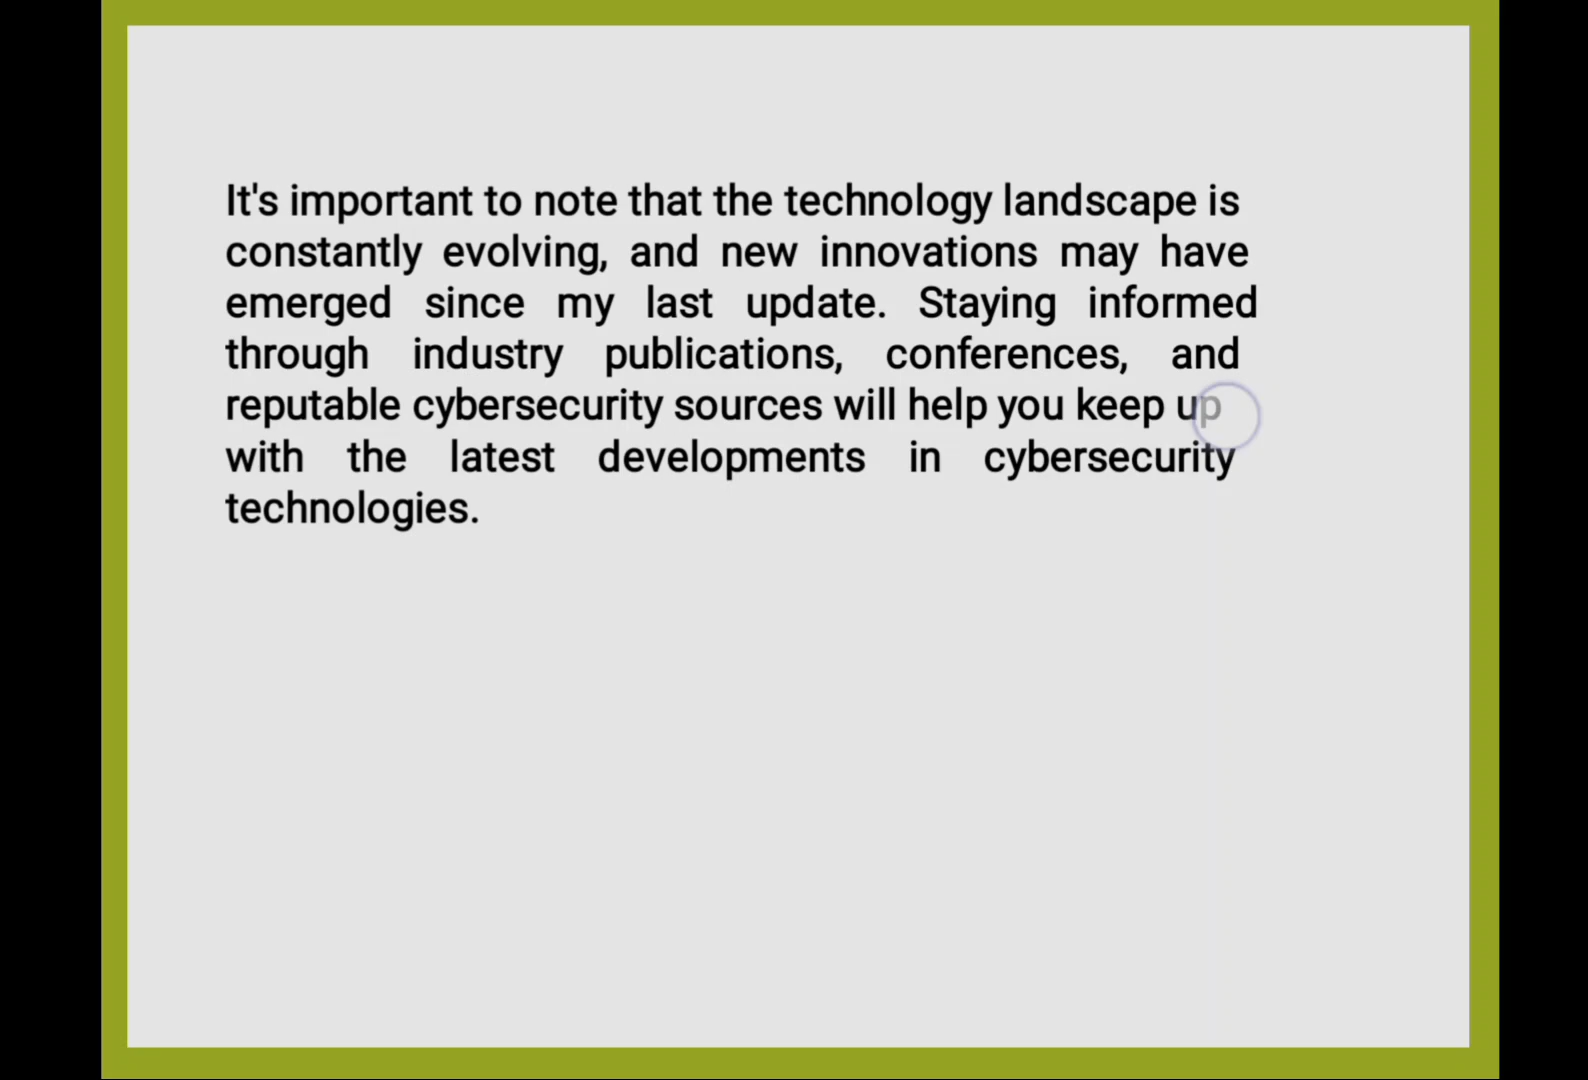 It's important to note that the technology landscape is
constantly evolving, and new innovations may have
emerged since my last update. Staying informed
through industry publications, conferences, and
reputable cybersecurity sources will help you keep up
with the latest developments in cybersecurity
technologies.